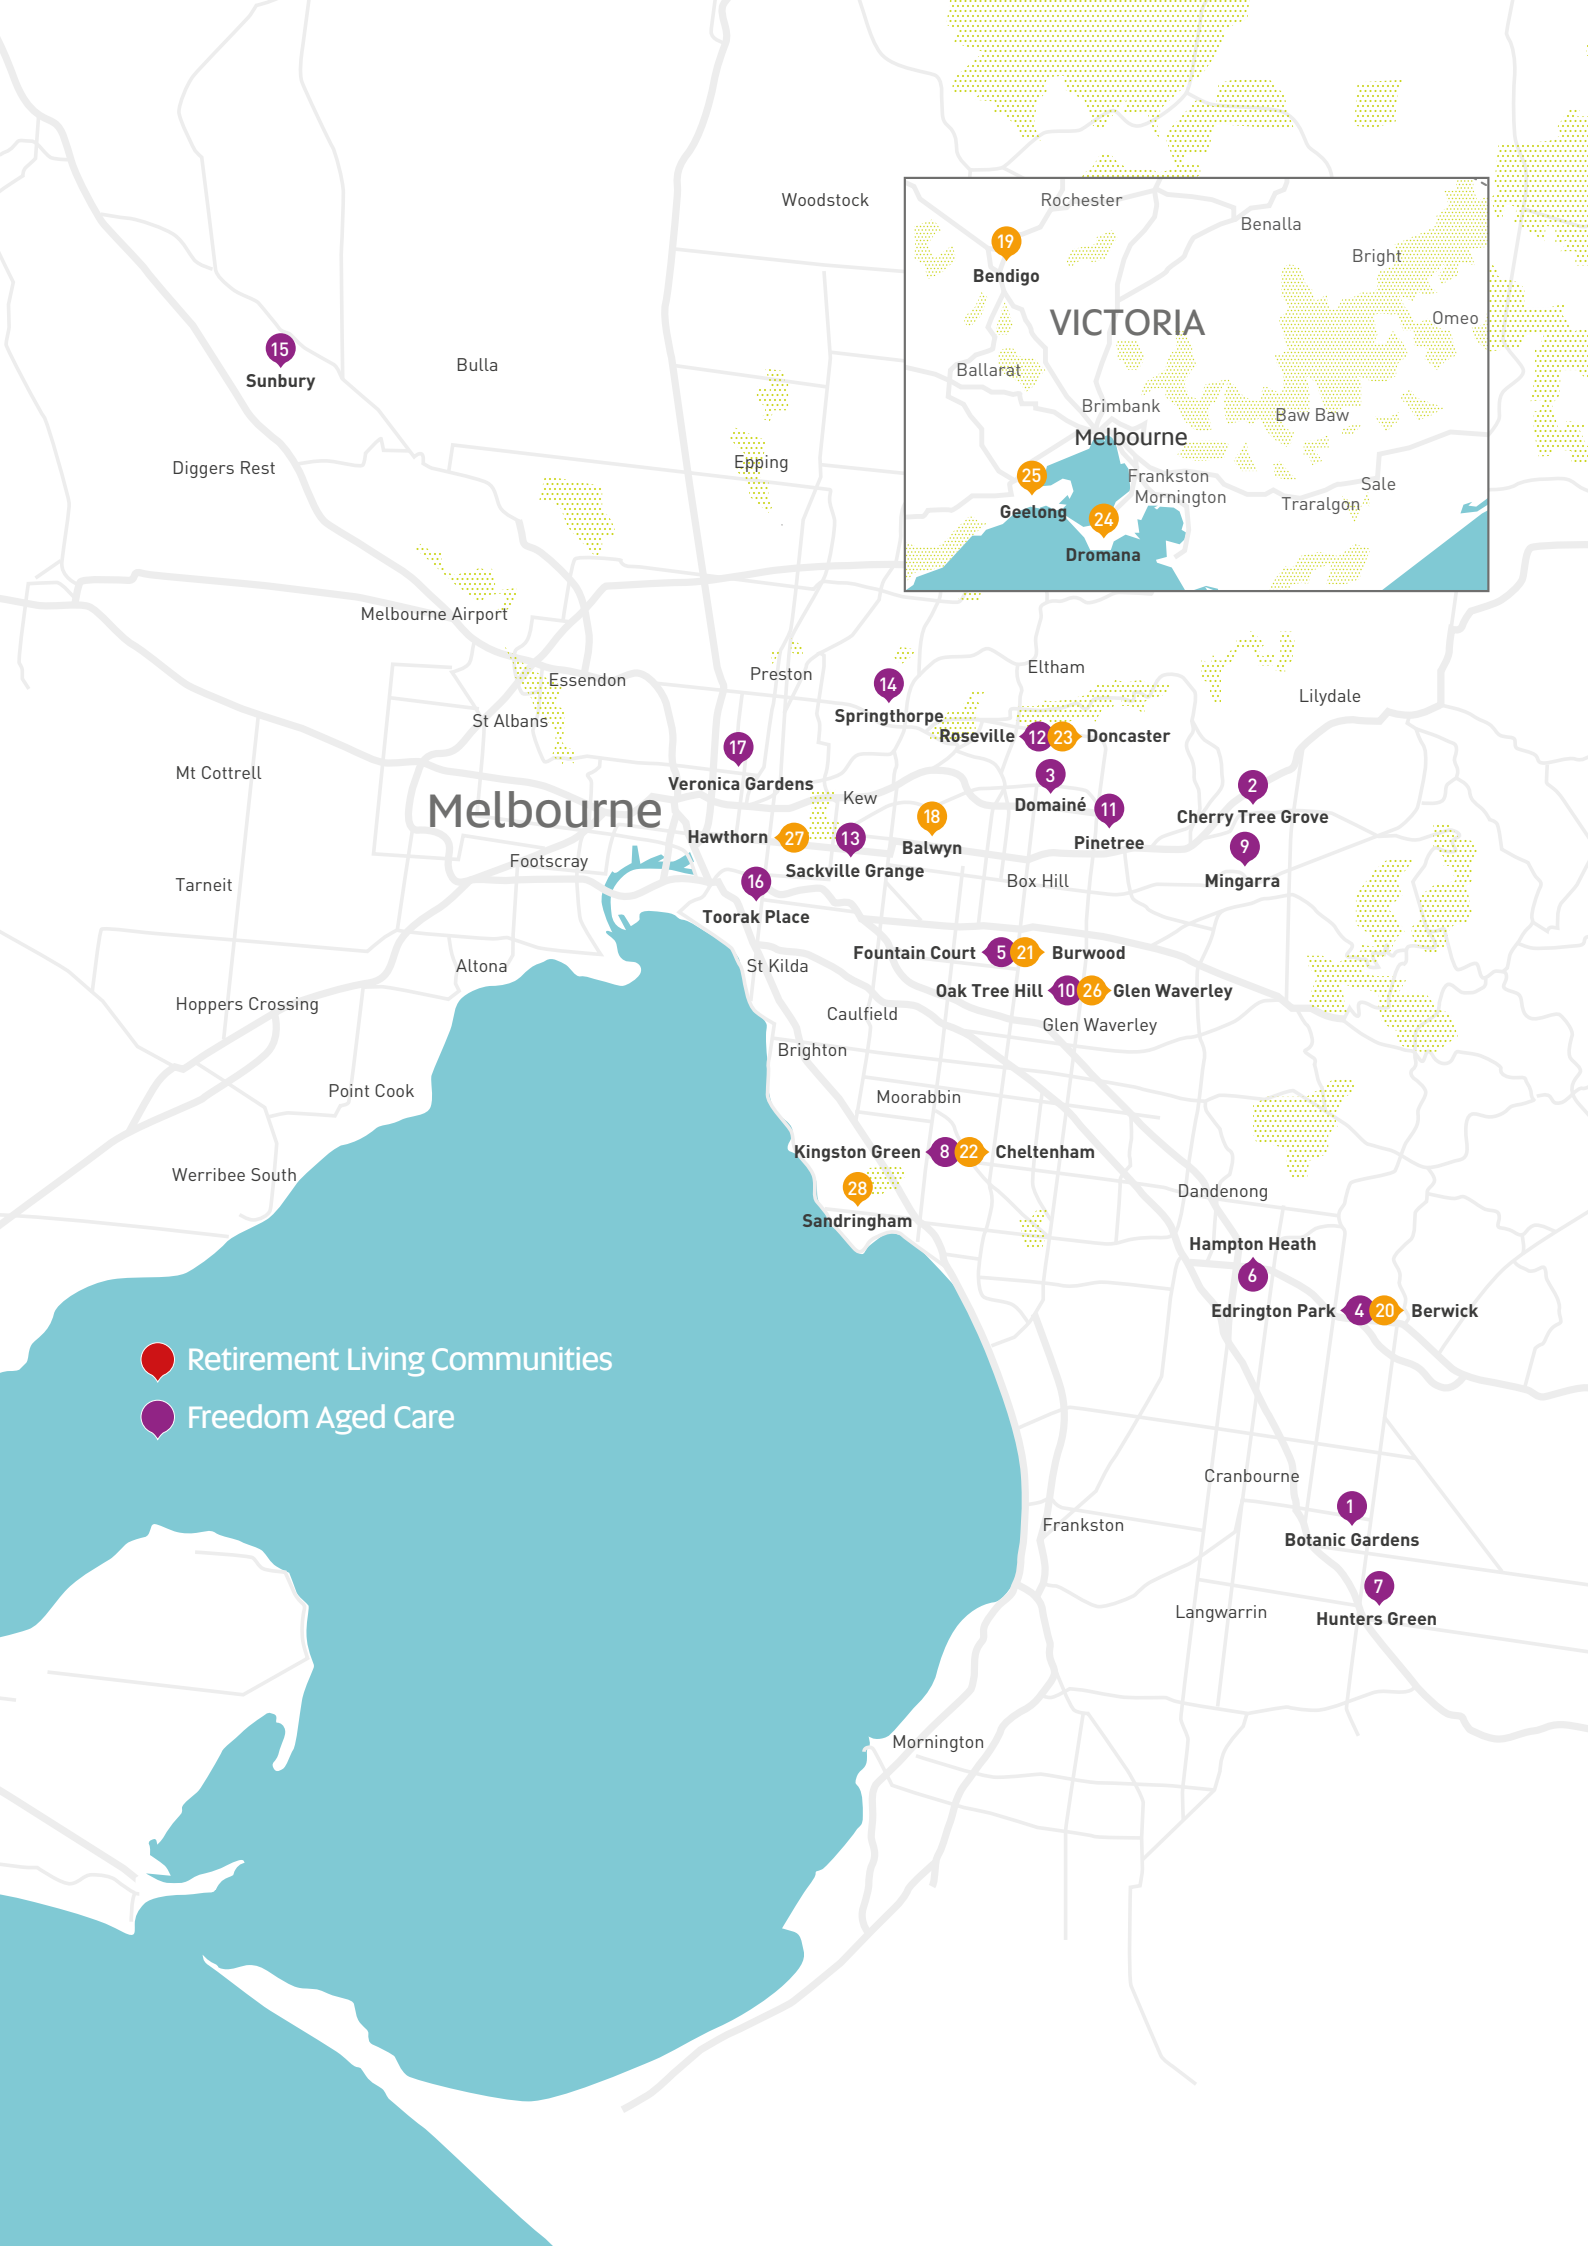 Woodstock
Rochester
Benalla
19
Bendigo
Bright
VICTORIA
Omeo
15
Sunbury
Bulla
Ballarat
Brimbank
Baw Baw
Melbourne
Diggers Rest
Epping
25
Geelong
Frankston
Mornington
Sale
Traralgon
24
Dromana
Melbourne Airport
Essendon
Preston
Eltham
14
Springthorpe
Lilydale
St Albans
Roseville 12 23 Doncaster
17
Veronica Gardens
Mt Cottrell
3
Domainé
2
Cherry Tree Grove
Melbourne
Kew
11
Pinetree
18
Balwyn
Hawthorn 27
13
Sackville Grange
9
Mingarra
Footscray
Tarneit
16
Toorak Place
Box Hill
Fountain Court 5 21 Burwood
Altona
St Kilda
Oak Tree Hill 10 26 Glen Waverley
Hoppers Crossing
Caulfield
Glen Waverley
Brighton
Point Cook
Moorabbin
Kingston Green 8 22 Cheltenham
Werribee South
28
Sandringham
Dandenong
Hampton Heath
6
Edrington Park 4 20 Berwick
Retirement Living Communities
Freedom Aged Care
Cranbourne
1
Botanic Gardens
Frankston
7
Hunters Green
Langwarrin
Mornington